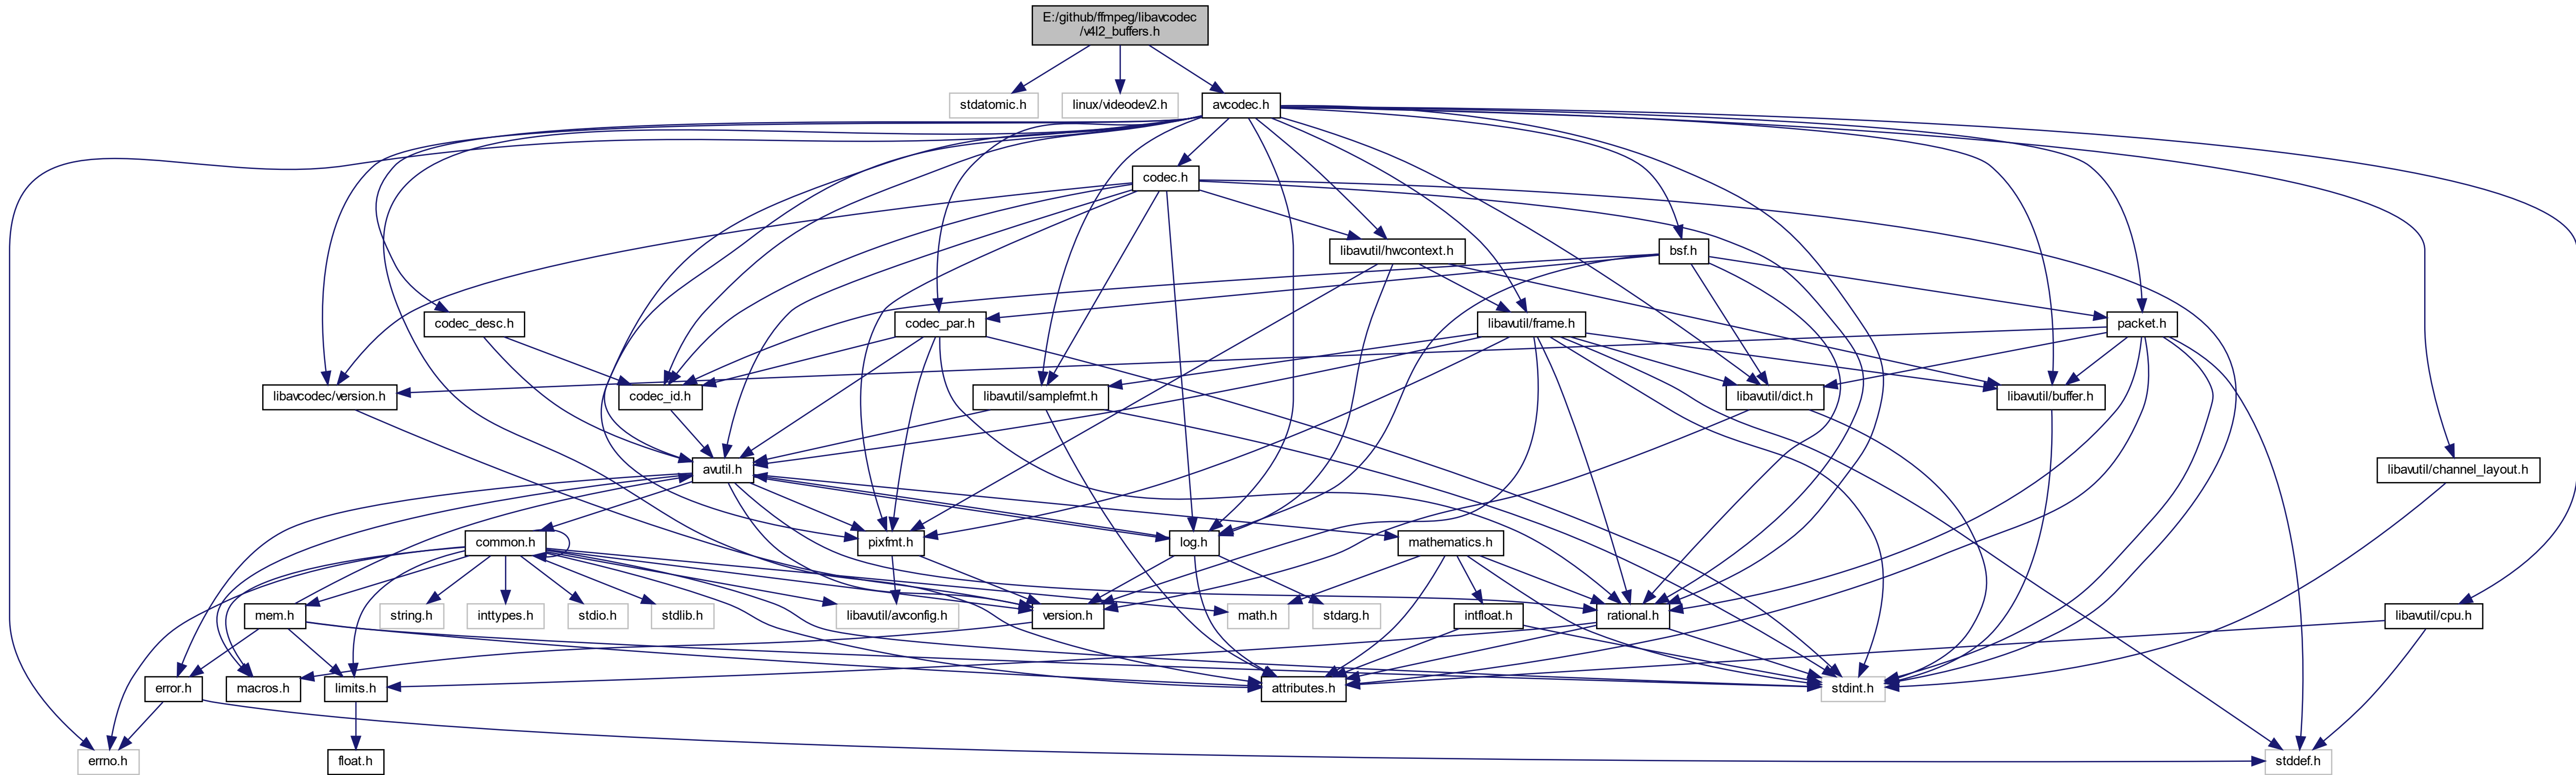 E:/github/ffmpeg/libavcodec
/v4l2_buffers.h
stdatomic.h
linux/videodev2.h
avcodec.h
codec.h
libavutil/hwcontext.h
bsf.h
codec_desc.h
codec_par.h
libavutil/frame.h
packet.h
libavcodec/version.h
codec_id.h
libavutil/samplefmt.h
libavutil/dict.h
libavutil/buffer.h
avutil.h
libavutil/channel_layout.h
common.h
pixfmt.h
log.h
mathematics.h
mem.h
string.h
inttypes.h
stdio.h
stdlib.h
libavutil/avconfig.h
version.h
math.h
stdarg.h
intfloat.h
rational.h
libavutil/cpu.h
error.h
macros.h
limits.h
attributes.h
stdint.h
errno.h
float.h
stddef.h